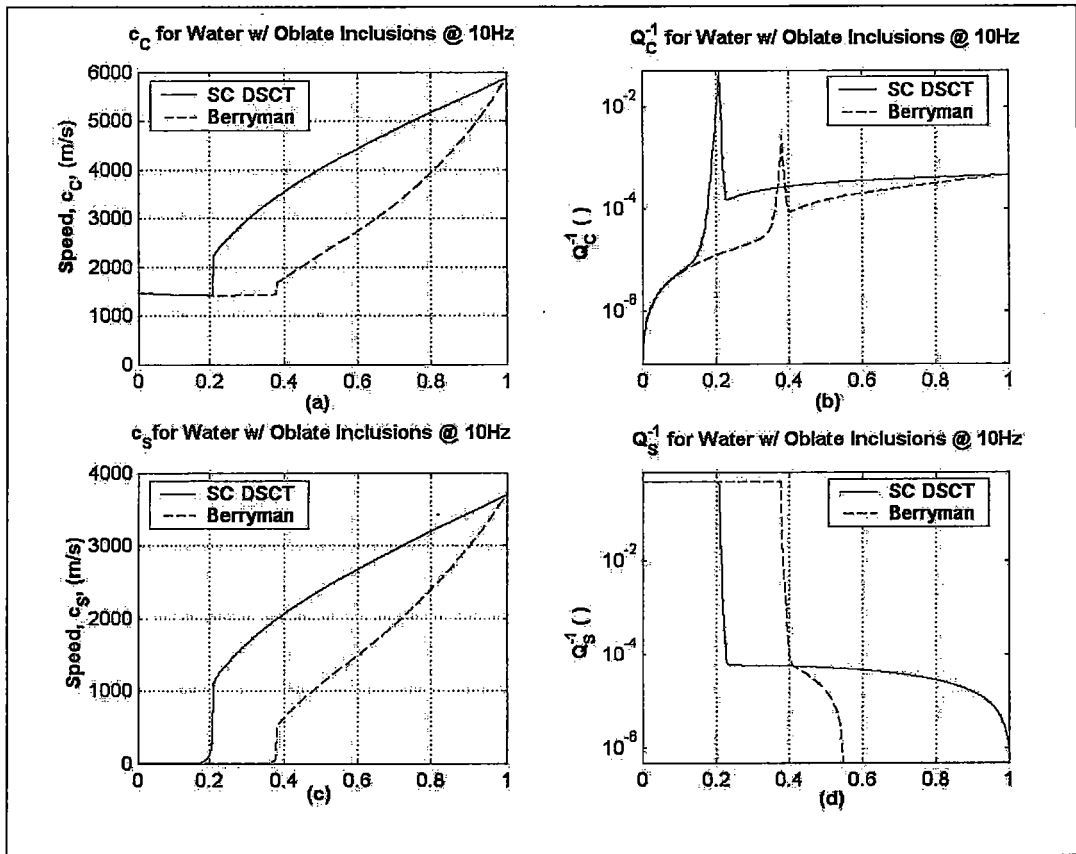 c_C for Water w/ Oblate Inclusions @ 10Hz
6000
5000
4000
3000
2000
1000
0
Speed, c_C, (m/s)
SC DSCT
Berryman
0 0.2 0.4 0.6 0.8 1
(a)
Q_C^-1 for Water w/ Oblate Inclusions @ 10Hz
10^-2
10^-4
10^-6
Q_C^-1 ( )
SC DSCT
Berryman
0 0.2 0.4 0.6 0.8 1
(b)
c_S for Water w/ Oblate Inclusions @ 10Hz
4000
3000
2000
1000
0
Speed, c_S, (m/s)
SC DSCT
Berryman
0 0.2 0.4 0.6 0.8 1
(c)
Q_S^-1 for Water w/ Oblate Inclusions @ 10Hz
10^-2
10^-4
10^-6
Q_S^-1 ( )
SC DSCT
Berryman
0 0.2 0.4 0.6 0.8 1
(d)